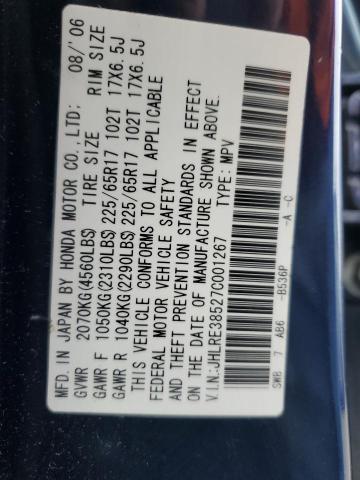 MFD. IN JAPAN BY HONDA MOTOR CO.,LTD; 08/'06
GVWR 2070KG(4560LBS) TIRE SIZE RIM SIZE
GAWR F 1050KG(2310LBS) 225/65R17 102T 17X6.5J
GAWR R 1040KG(2290LBS) 225/65R17 102T 17X6.5J
THIS VEHICLE CONFORMS TO ALL APPLICABLE
FEDERAL MOTOR VEHICLE SAFETY
AND THEFT PREVENTION STANDARDS IN EFFECT
ON THE DATE OF MANUFACTURE SHOWN ABOVE.
V.I.N:JHLRE38527C001267 TYPE: MPV
SWB 7 AB6 -B536P -A -C